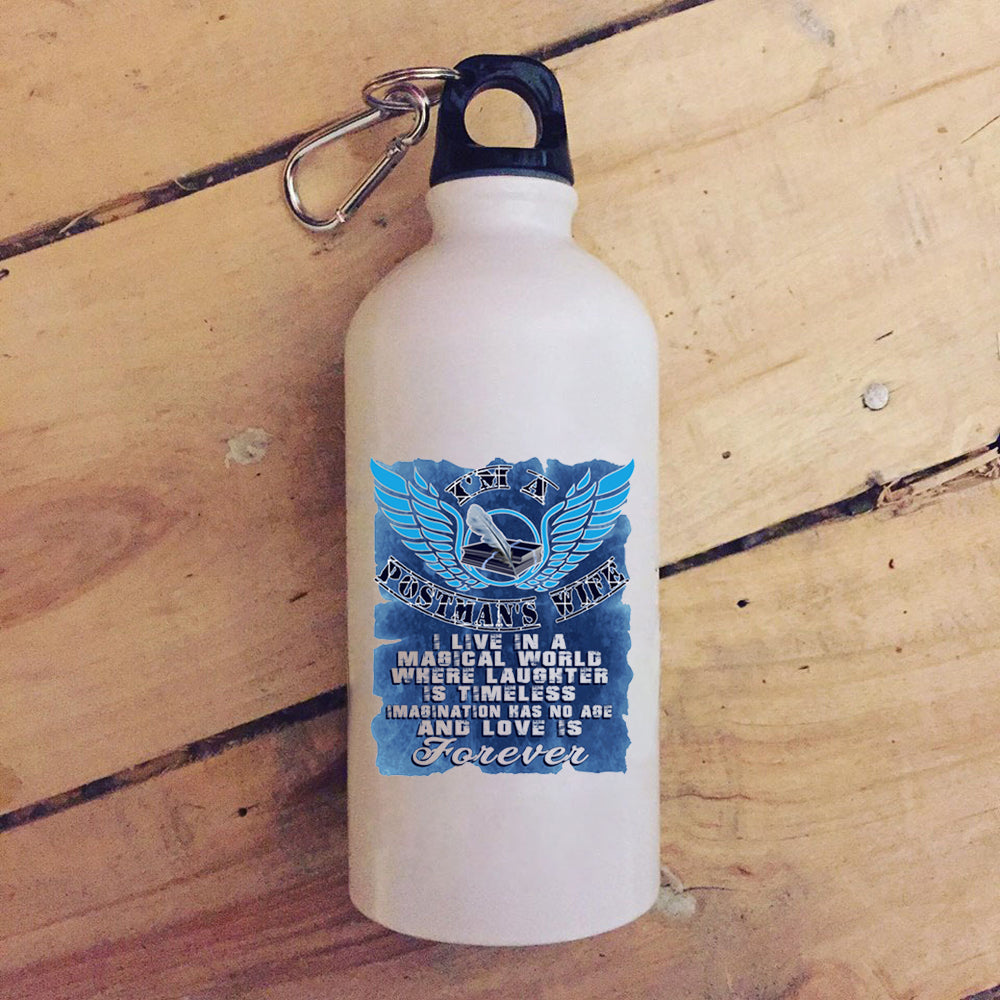 I'M A
POSTMAN'S WIFE
I LIVE IN A
MAGICAL WORLD
WHERE LAUGHTER
IS TIMELESS
IMAGINATION HAS NO AGE
AND LOVE IS
Forever